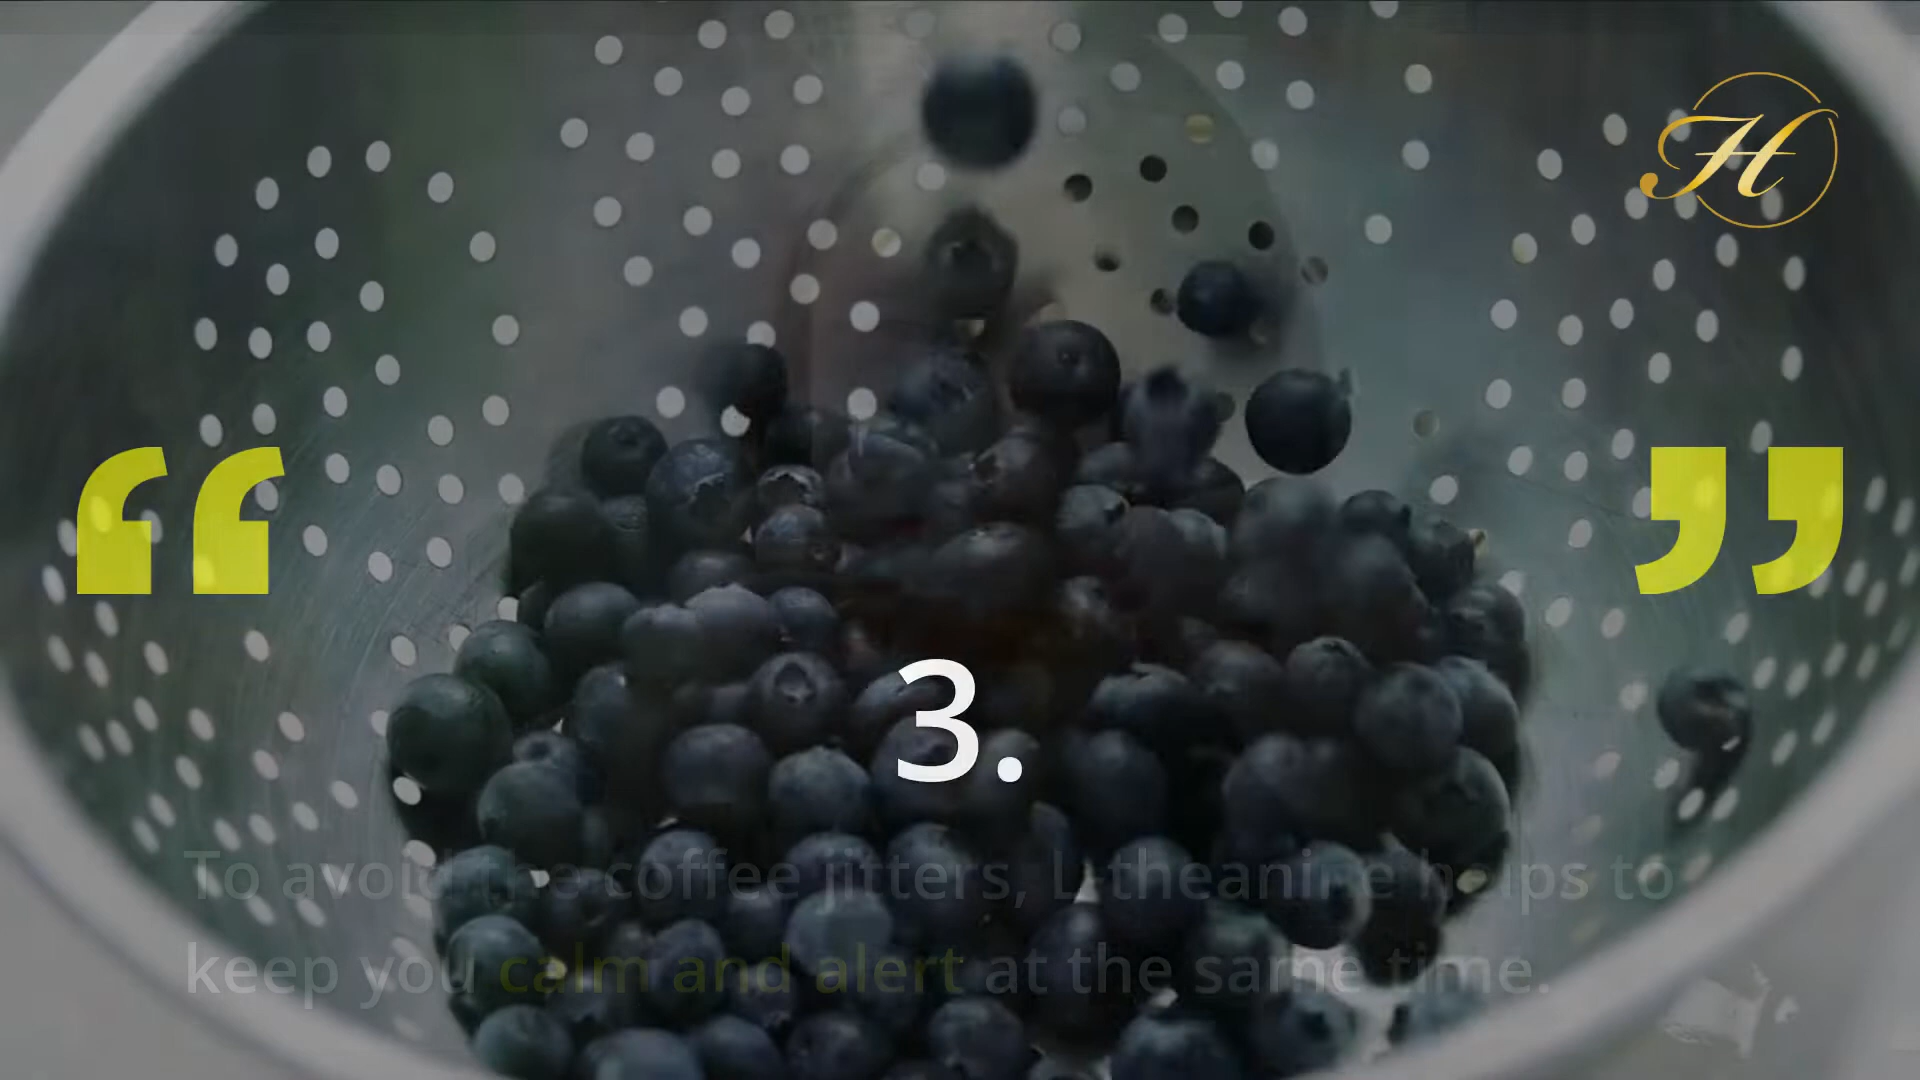 H
“ ”
3.
To avoid the coffee jitters, L-theanine helps to
keep you calm and alert at the same time.